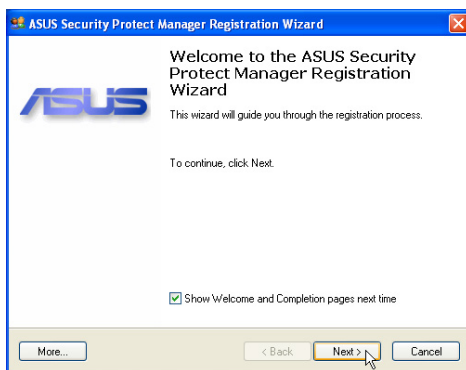 ASUS Security Protect Manager Registration Wizard
Welcome to the ASUS Security
Protect Manager Registration
Wizard
ASUS
This wizard will guide you through the registration process.
To continue, click Next.
Show Welcome and Completion pages next time
More...
< Back
Next >
Cancel